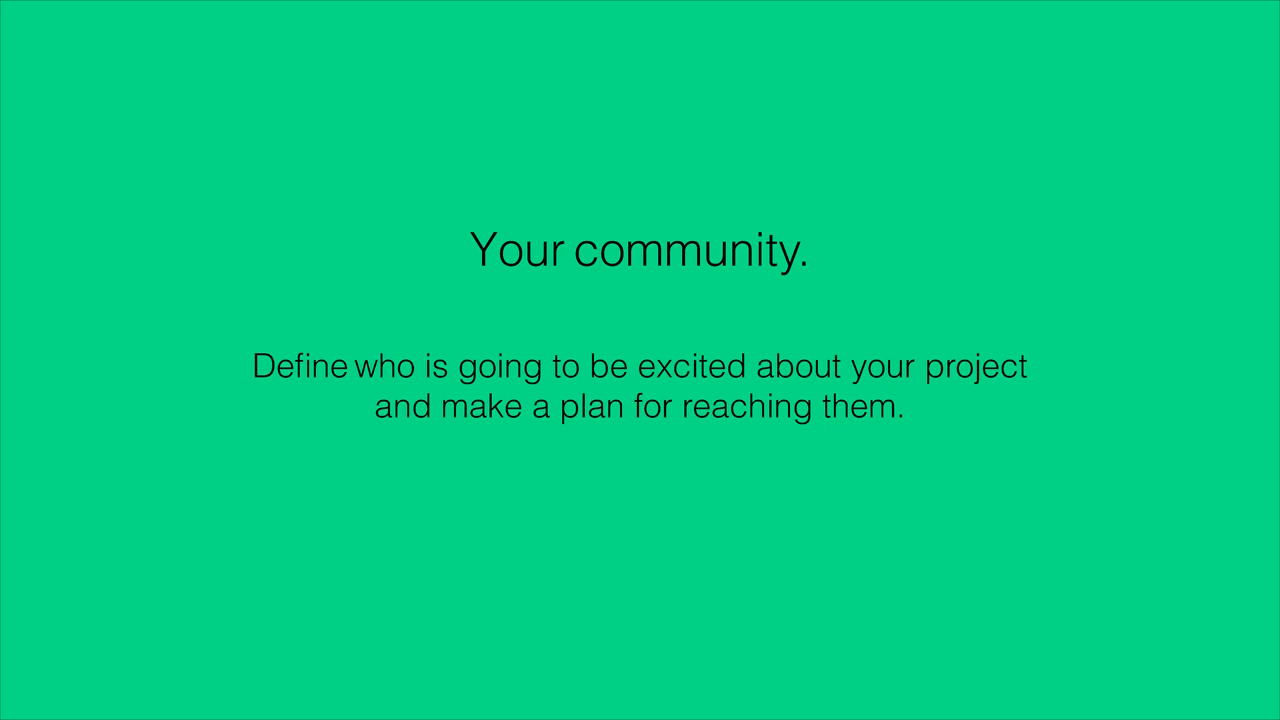 Your community.
Define who is going to be excited about your project
and make a plan for reaching them.